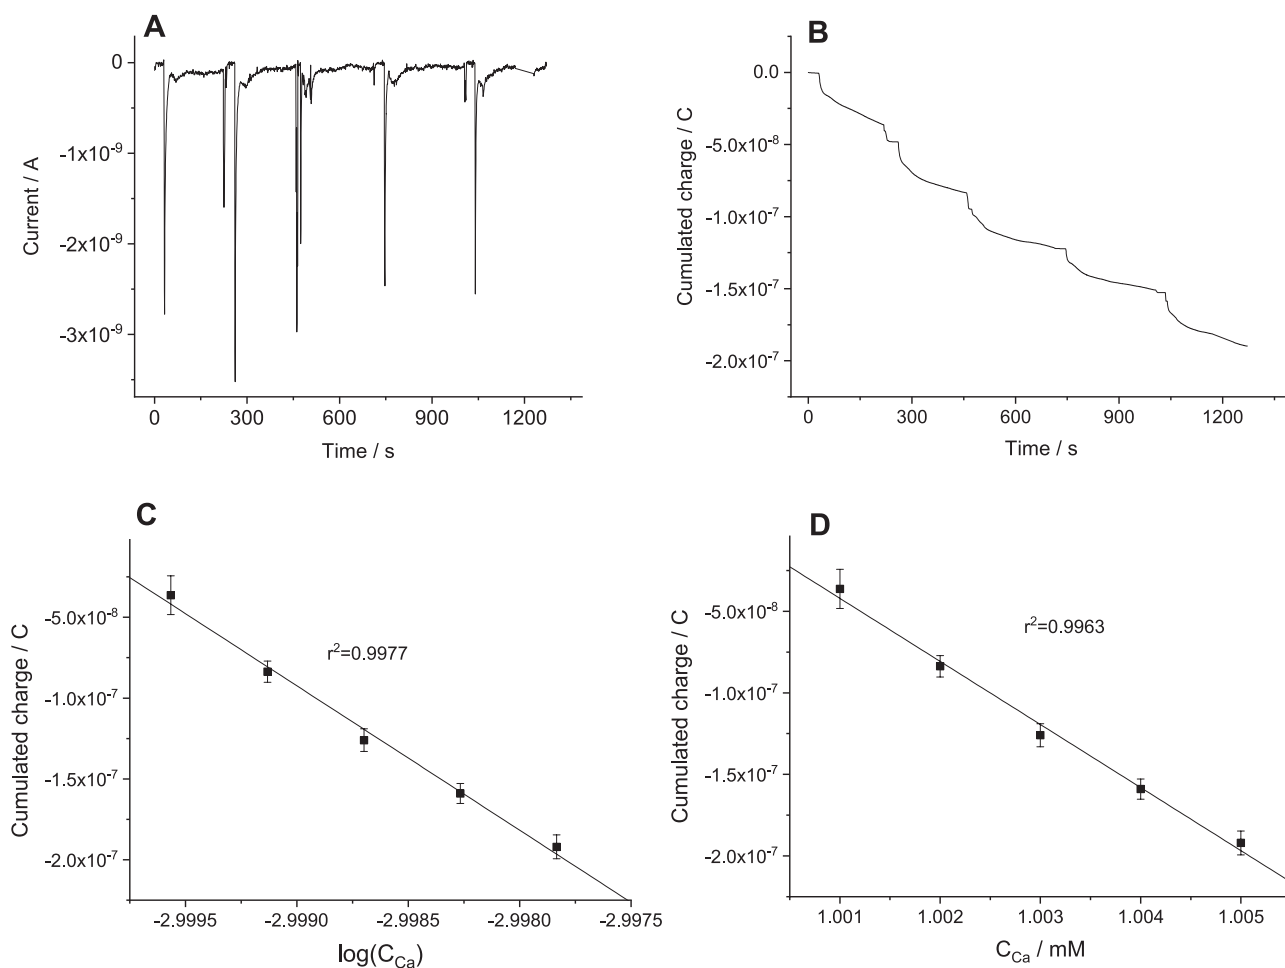 A
0
-1x10⁻⁹
-2x10⁻⁹
-3x10⁻⁹
Current / A
0 300 600 900 1200
Time / s
B
0.0
-5.0x10⁻⁸
-1.0x10⁻⁷
-1.5x10⁻⁷
-2.0x10⁻⁷
Cumulated charge / C
0 300 600 900 1200
Time / s
C
-5.0x10⁻⁸
-1.0x10⁻⁷
-1.5x10⁻⁷
-2.0x10⁻⁷
Cumulated charge / C
r²=0.9977
-2.9995 -2.9990 -2.9985 -2.9980 -2.9975
log(C_Ca)
D
-5.0x10⁻⁸
-1.0x10⁻⁷
-1.5x10⁻⁷
-2.0x10⁻⁷
Cumulated charge / C
r²=0.9963
1.001 1.002 1.003 1.004 1.005
C_Ca / mM